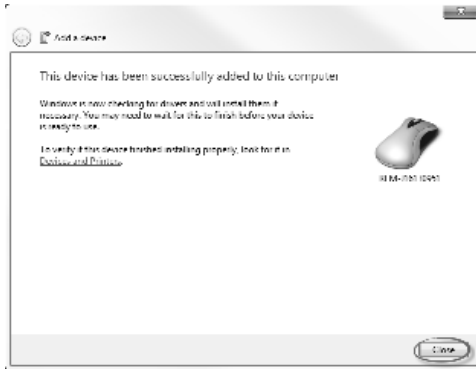 Add a device
This device has been successfully added to this computer
Windows is now checking for drivers and will install them if
necessary. You may need to wait for this to finish before your device
is ready to use.
To verify if this device finished installing properly, look for it in
Devices and Printers.
Close